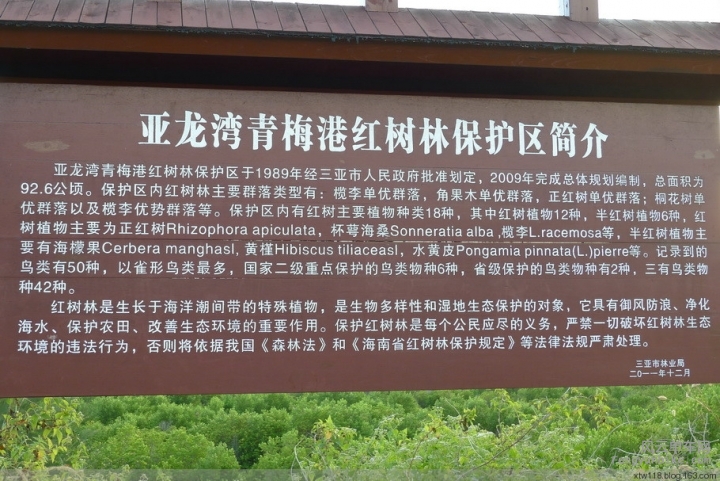 亚龙湾青梅港红树林保护区简介
亚龙湾青梅港红树林保护区于1989年经三亚市人民政府批准划定，2009年完成总体规划编制，总面积为
92.6公顷。保护区内红树林主要群落类型有：榄李单优群落，角果木单优群落，正红树单优群落；桐花树单
优群落以及榄李优势群落等。保护区内有红树林主要植物种类18种，其中红树植物12种，半红树植物6种，红
树植物主要为正红树Rhizophora apiculata，杯萼海桑Sonneratia alba ,榄李L.racemosa等，半红树植物主
要有海檬果Cerbera manghasl, 黄槿Hibiscus tiliaceasl，水黄皮Pongamia pinnata(L.)pierre等。记录到的
鸟类有50种，以雀形鸟类最多，国家二级重点保护的鸟类物种6种，省级保护的鸟类物种有2种，三有鸟类物
种42种。
红树林是生长于海洋潮间带的特殊植物，是生物多样性和湿地生态保护的对象，它具有御风防浪、净化
海水、保护农田、改善生态环境的重要作用。保护红树林是每个公民应尽的义务，严禁一切破坏红树林生态
环境的违法行为，否则将依据我国《森林法》和《海南省红树林保护规定》等法律法规严肃处理。
三亚市林业局
二〇一一年十二月
xtw118.blog.163.com